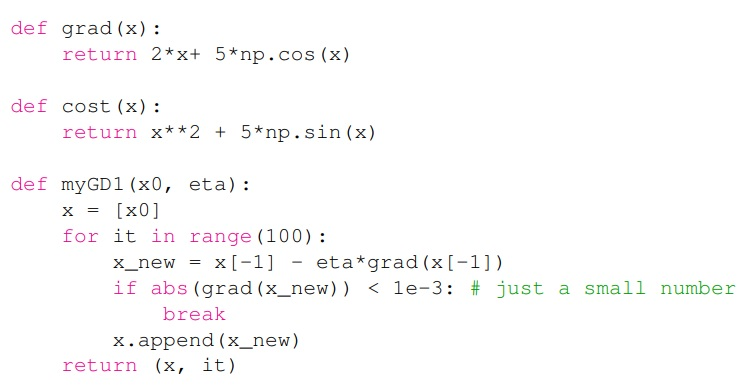 def grad(x):
    return 2*x+ 5*np.cos(x)

def cost(x):
    return x**2 + 5*np.sin(x)

def myGD1(x0, eta):
    x = [x0]
    for it in range(100):
        x_new = x[-1] - eta*grad(x[-1])
        if abs(grad(x_new)) < 1e-3: # just a small number
            break
        x.append(x_new)
    return (x, it)